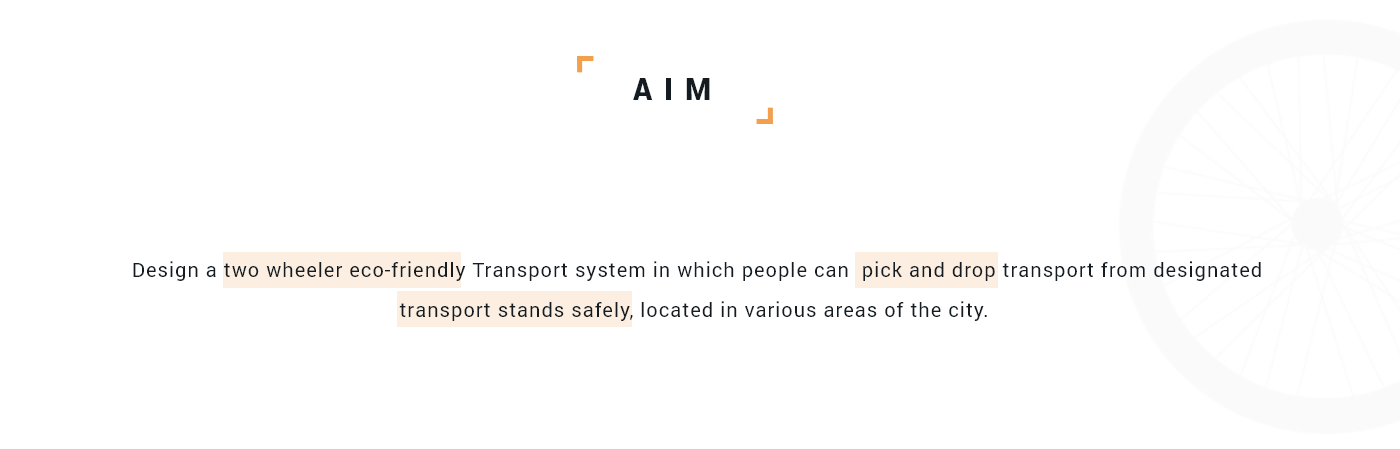 AIM
Design a two wheeler eco-friendly Transport system in which people can pick and drop transport from designated
transport stands safely, located in various areas of the city.